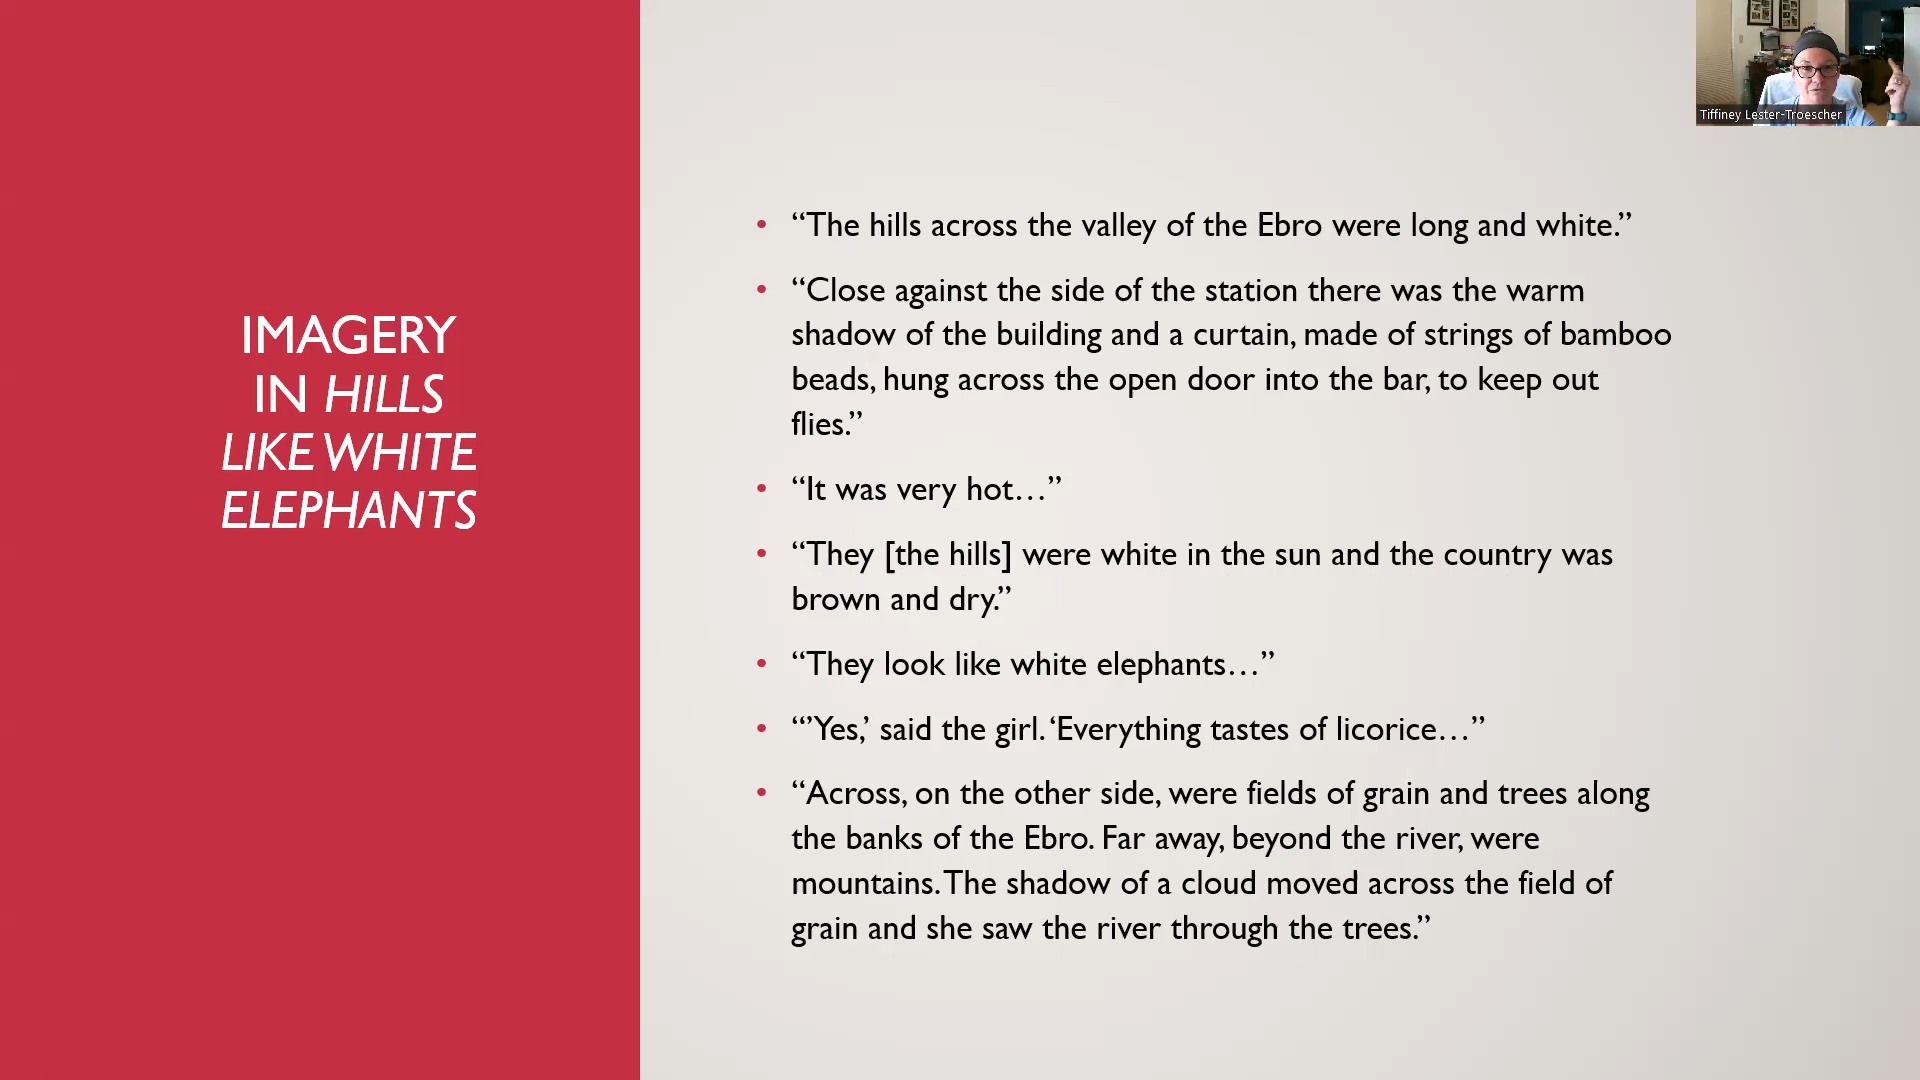 IMAGERY
IN HILLS
LIKE WHITE
ELEPHANTS
• “The hills across the valley of the Ebro were long and white.”
• “Close against the side of the station there was the warm
shadow of the building and a curtain, made of strings of bamboo
beads, hung across the open door into the bar, to keep out
flies.”
• “It was very hot…”
• “They [the hills] were white in the sun and the country was
brown and dry.”
• “They look like white elephants…”
• “’Yes,’ said the girl. ‘Everything tastes of licorice…”
• “Across, on the other side, were fields of grain and trees along
the banks of the Ebro. Far away, beyond the river, were
mountains. The shadow of a cloud moved across the field of
grain and she saw the river through the trees.”
Tiffiney Lester-Troescher